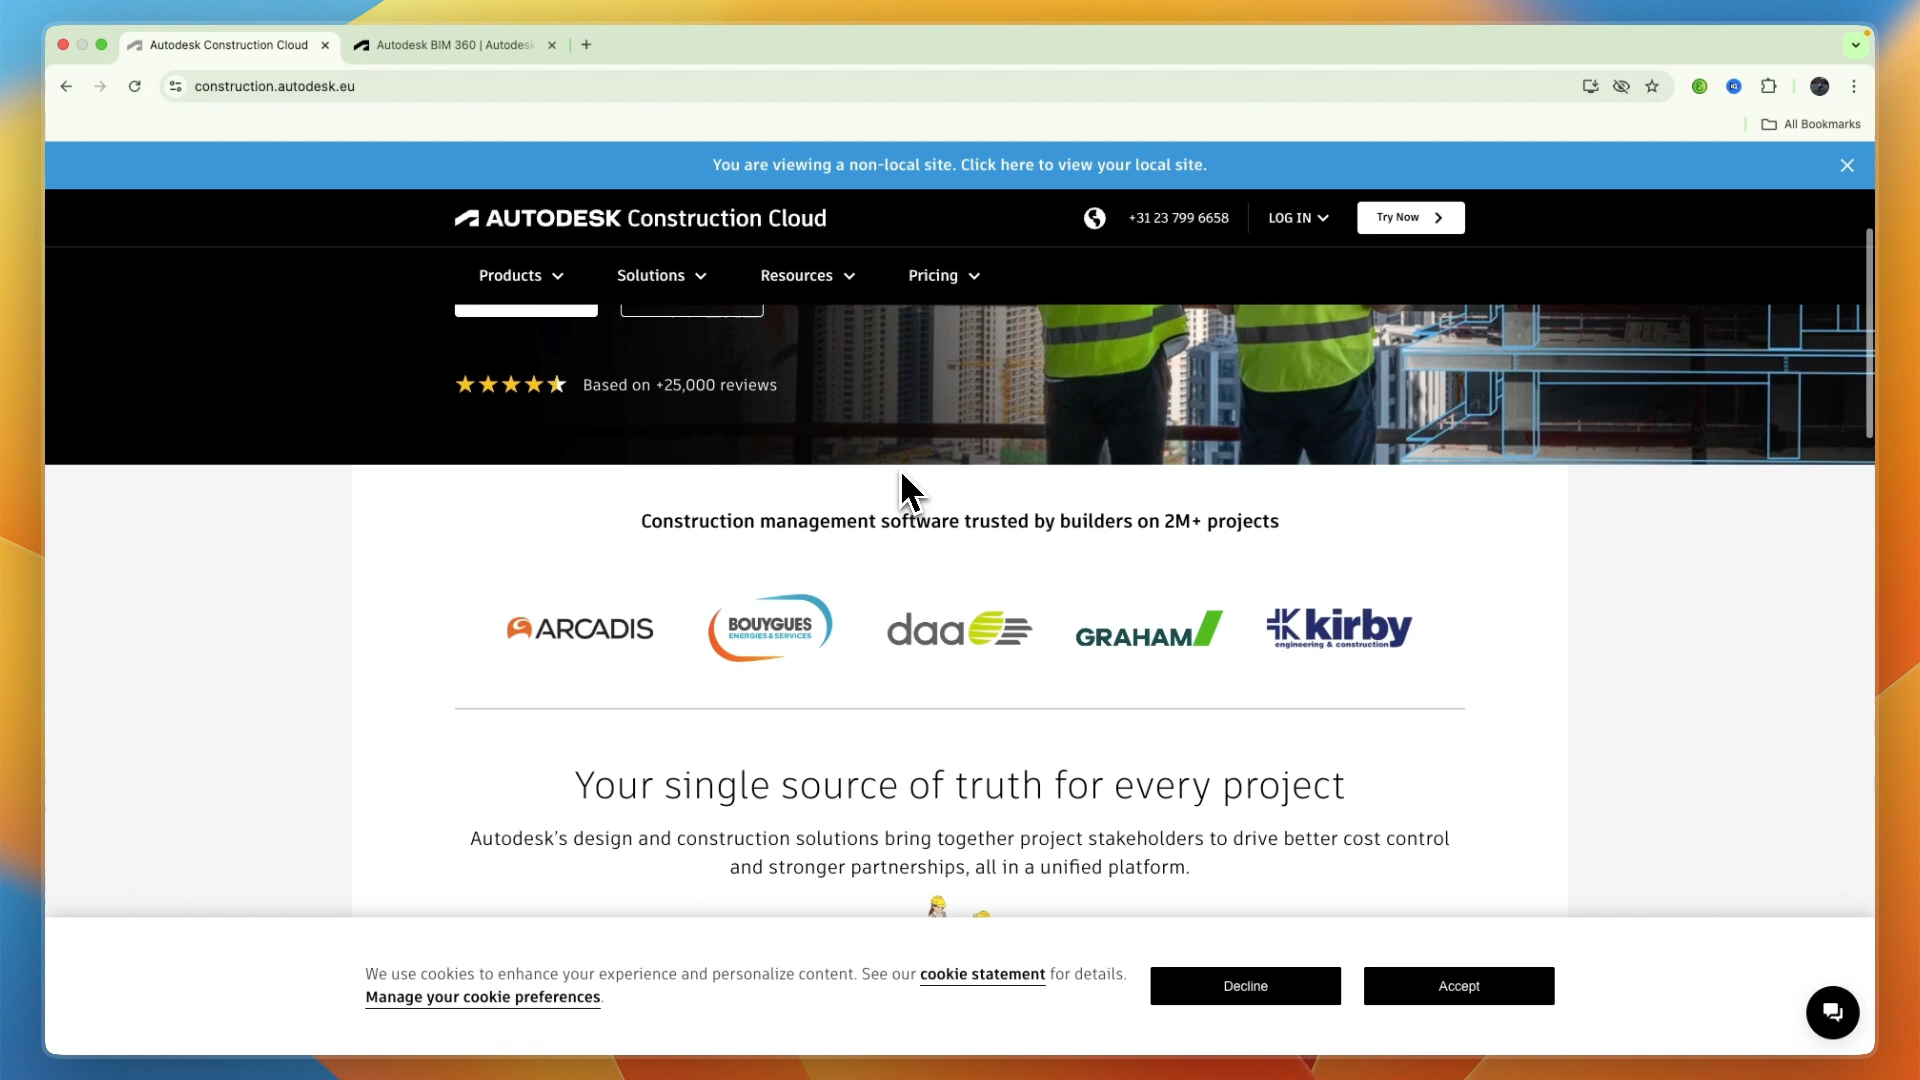 Autodesk Construction Cloud
Autodesk BIM 360 | Autodesk
construction.autodesk.eu
All Bookmarks
You are viewing a non-local site. Click here to view your local site.
AUTODESK Construction Cloud
+31 23 799 6658
LOG IN
Try Now
Products
Solutions
Resources
Pricing
Based on +25,000 reviews
Construction management software trusted by builders on 2M+ projects
ARCADIS
BOUYGUES
ENERGIES & SERVICES
daa
GRAHAM
kirby
engineering & construction
Your single source of truth for every project
Autodesk's design and construction solutions bring together project stakeholders to drive better cost control
and stronger partnerships, all in a unified platform.
We use cookies to enhance your experience and personalize content. See our cookie statement for details.
Manage your cookie preferences.
Decline
Accept